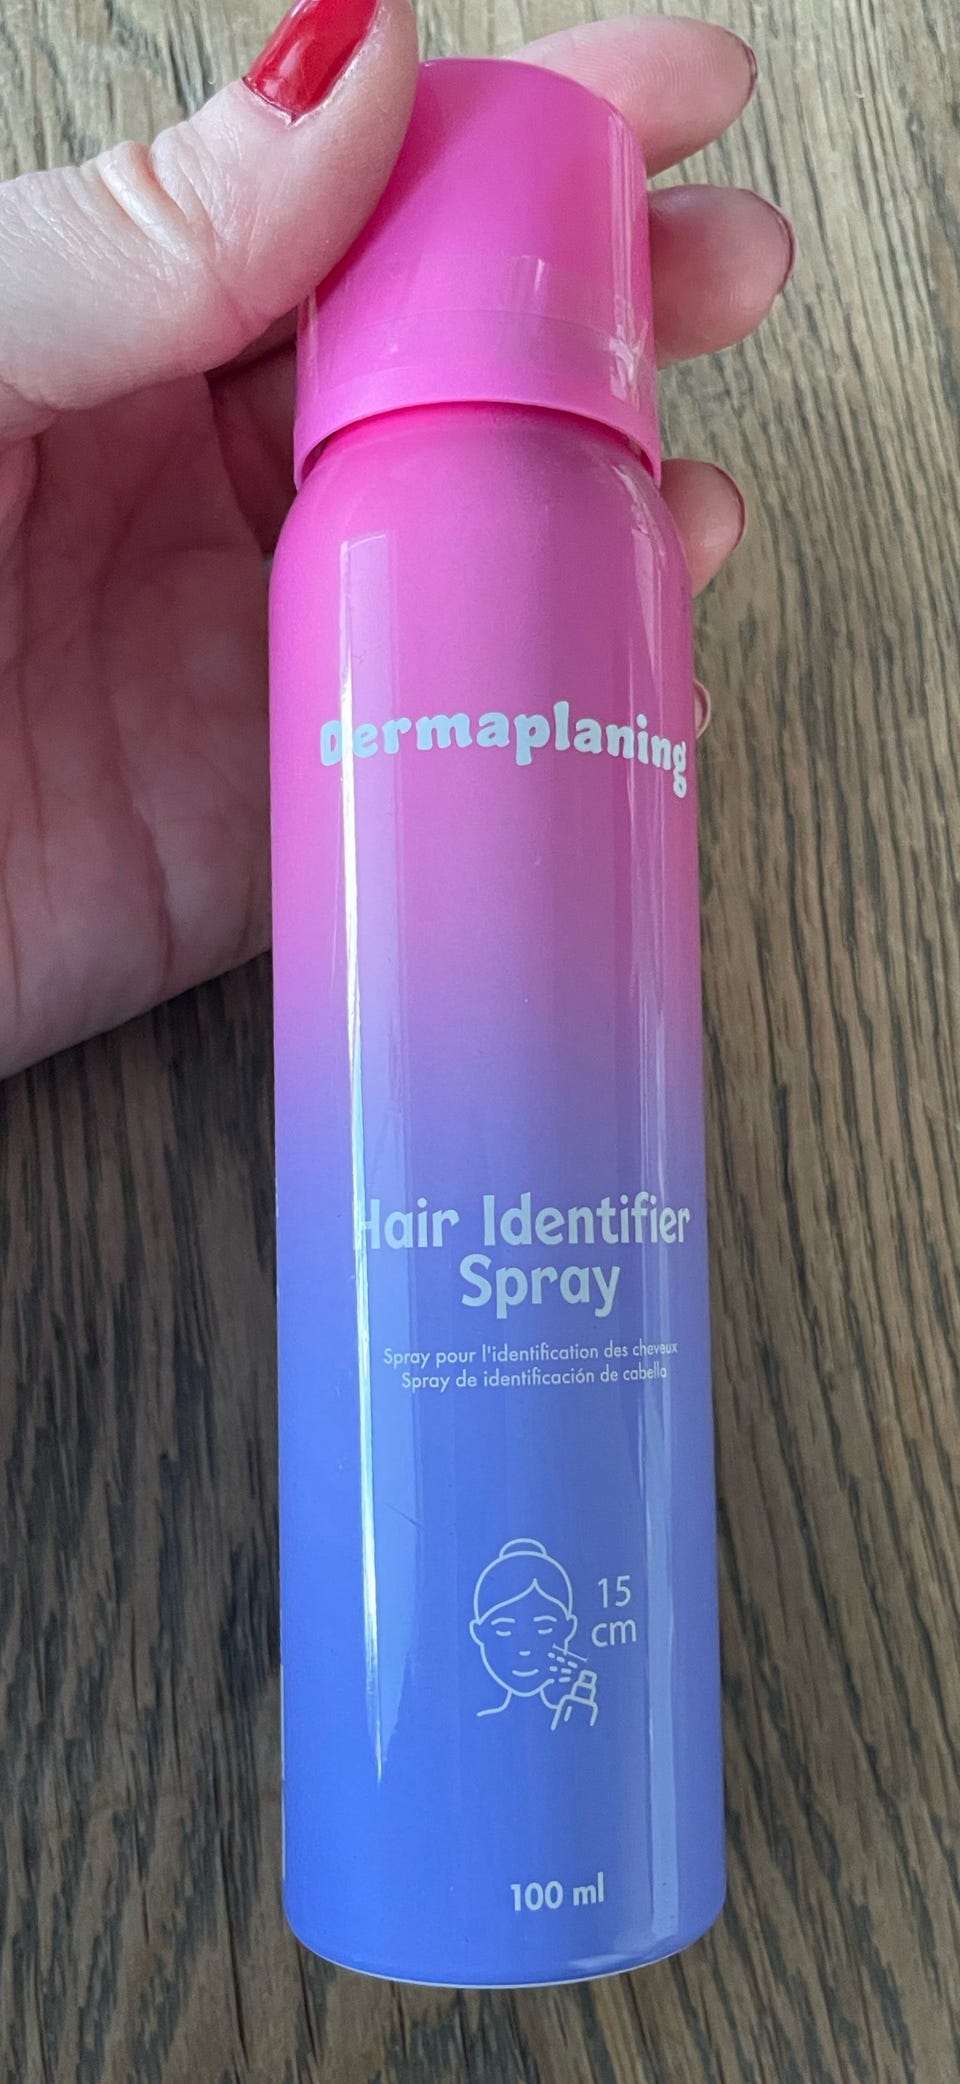 Dermaplaning
Hair Identifier
Spray
Spray pour l'identification des cheveux
Spray de identificación de cabello
15
cm
100 ml